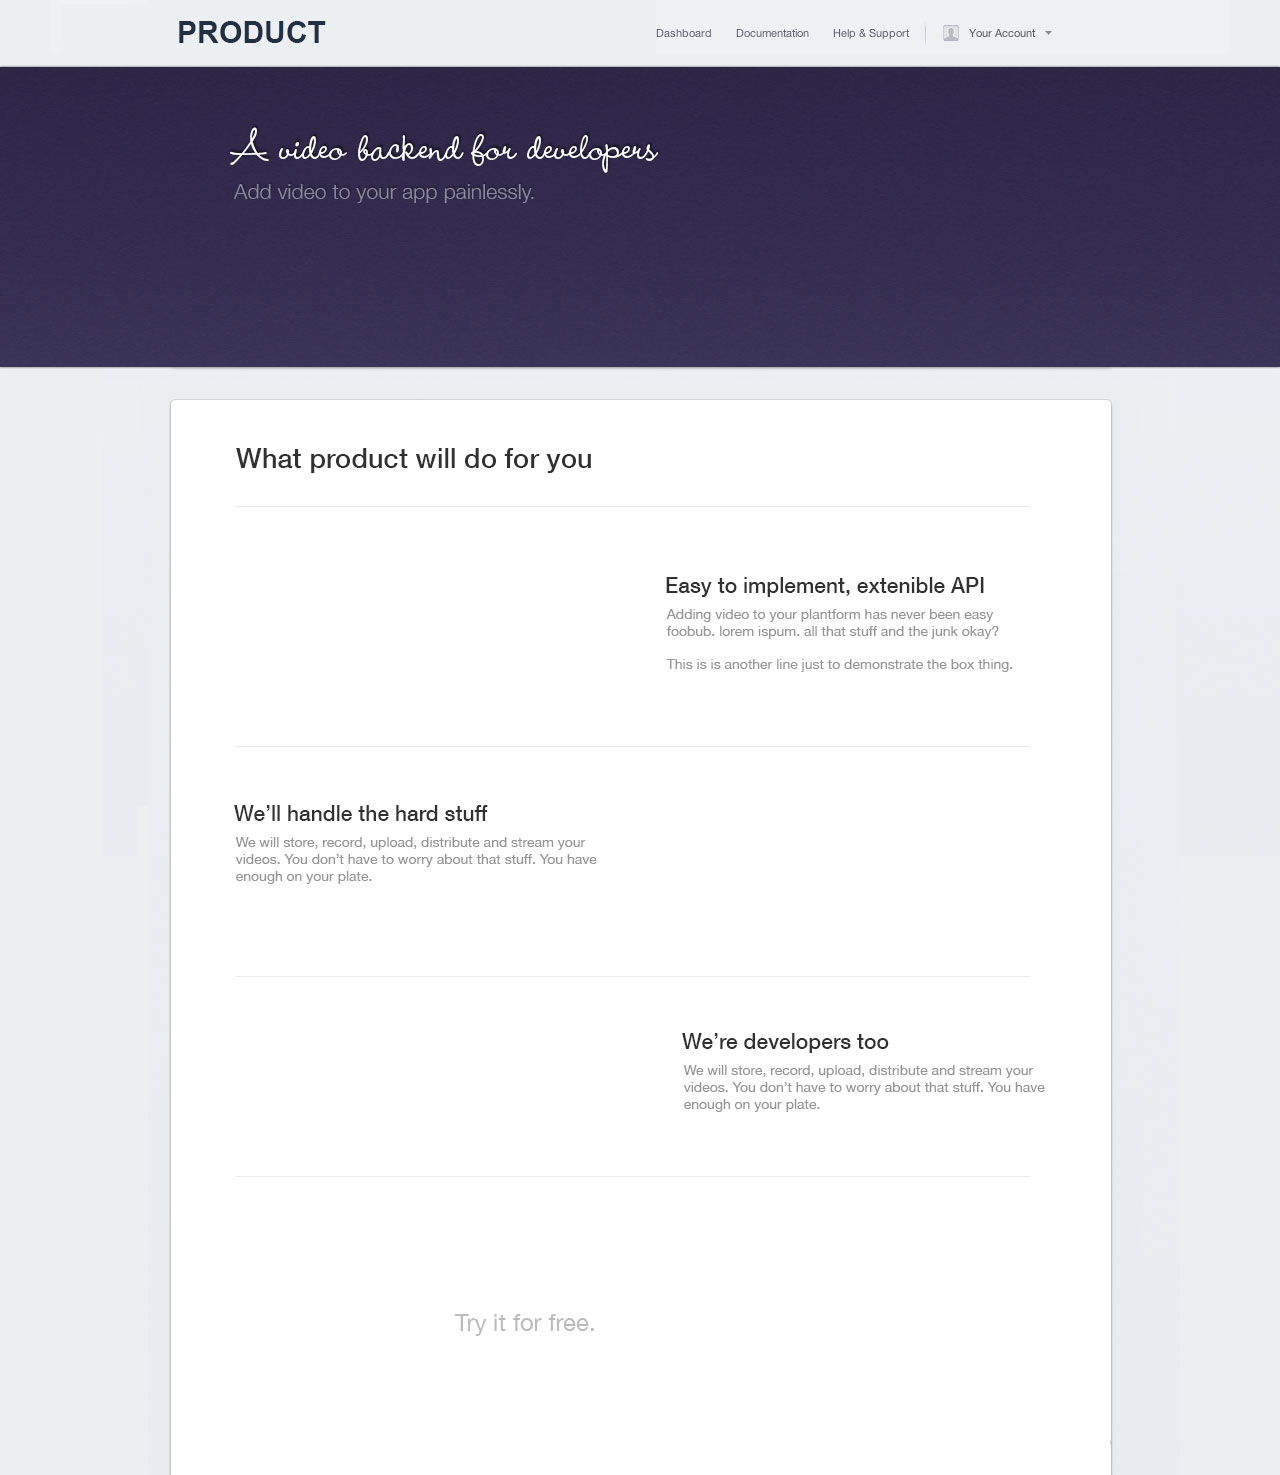 PRODUCT
Dashboard Documentation Help & Support Your Account
A video backend for developers
Add video to your app painlessly.
What product will do for you
Easy to implement, extenible API
Adding video to your plantform has never been easy
foobub. lorem ispum. all that stuff and the junk okay?
This is is another line just to demonstrate the box thing.
We’ll handle the hard stuff
We will store, record, upload, distribute and stream your
videos. You don’t have to worry about that stuff. You have
enough on your plate.
We’re developers too
We will store, record, upload, distribute and stream your
videos. You don’t have to worry about that stuff. You have
enough on your plate.
Try it for free.